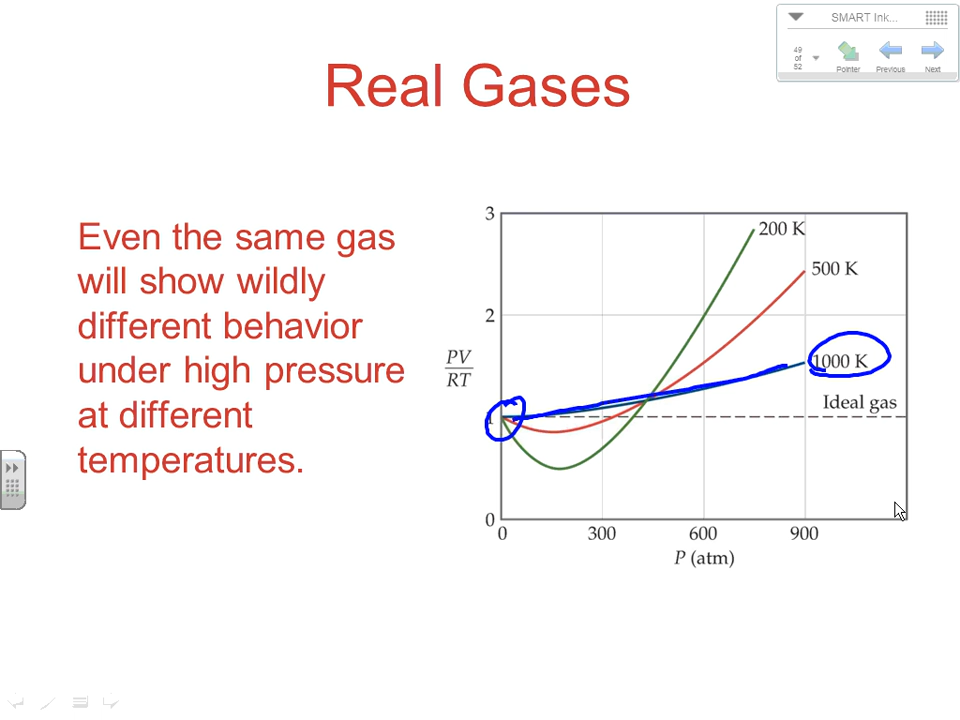 SMART Ink...
49
of
52
Pointer
Previous
Next
Real Gases
Even the same gas
will show wildly
different behavior
under high pressure
at different
temperatures.
3
200 K
500 K
2
PV
RT
1000 K
Ideal gas
1
0
0 300 600 900
P (atm)